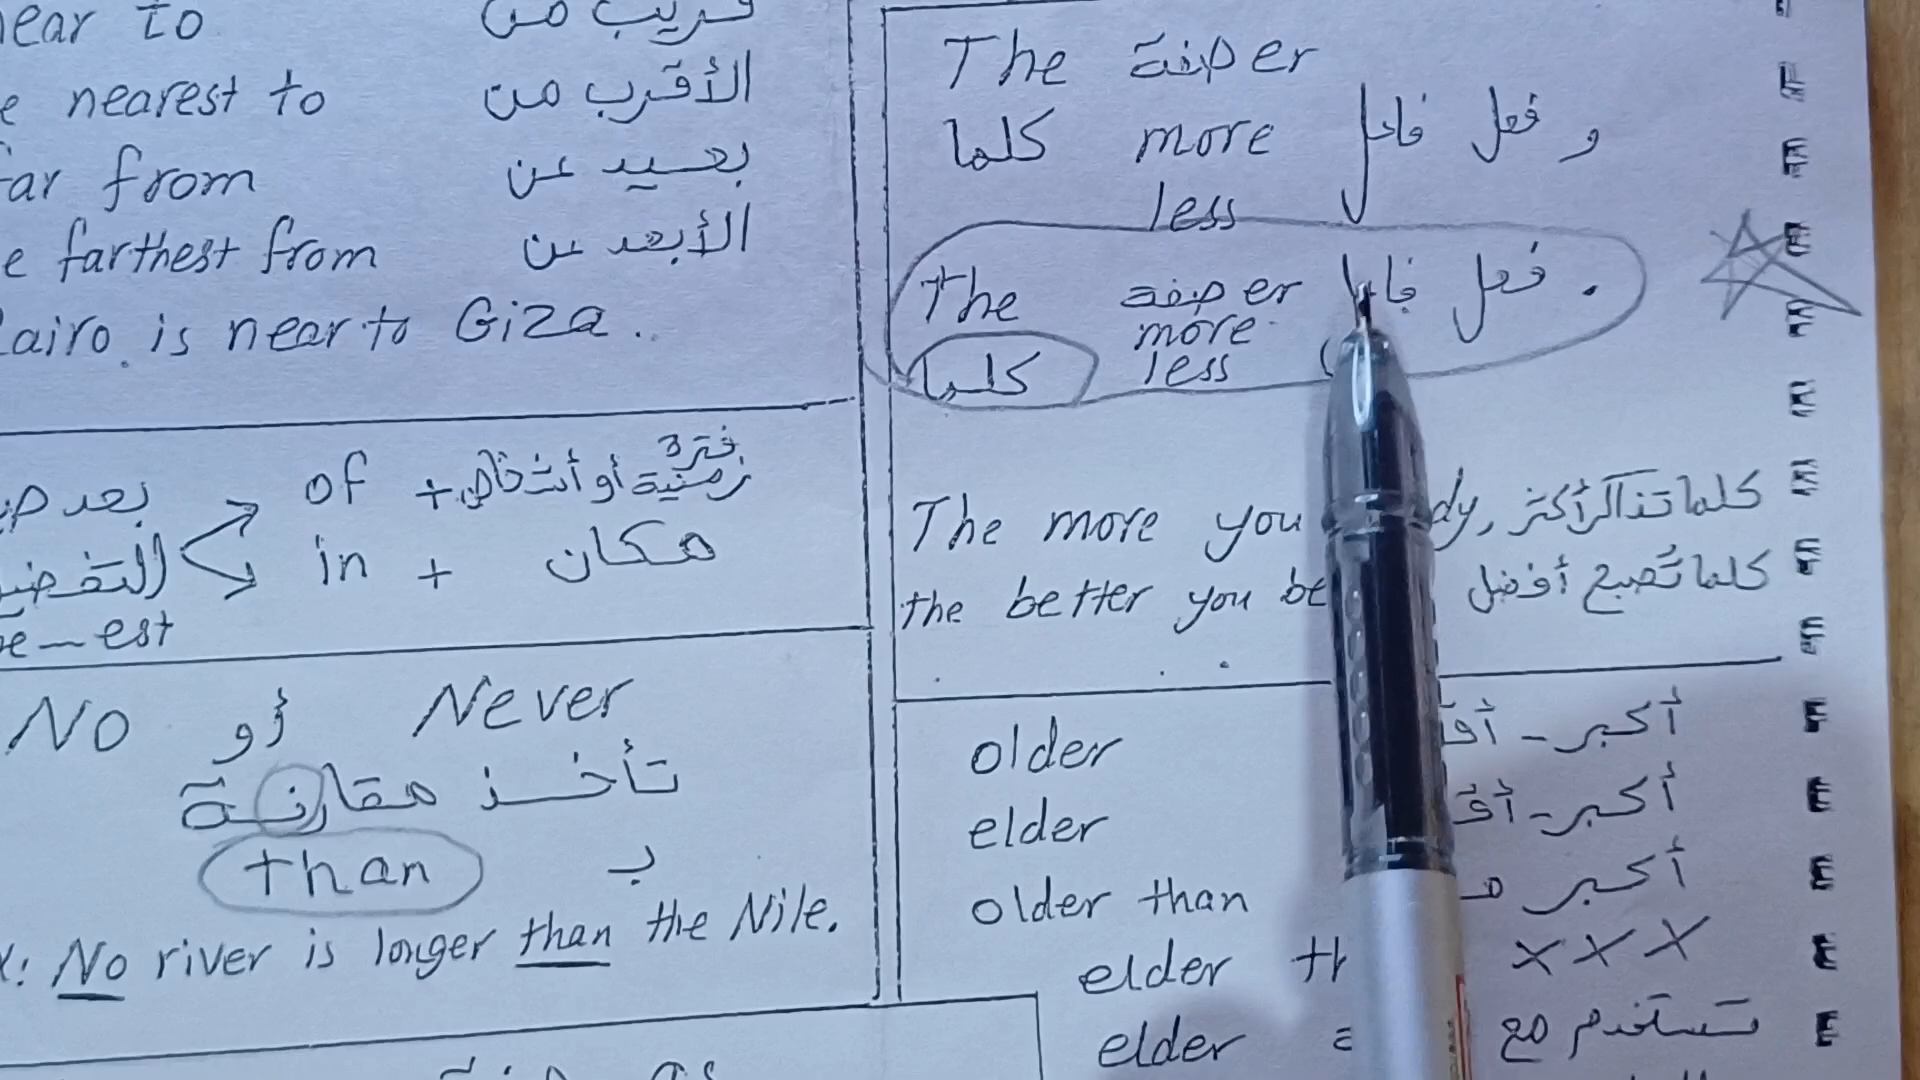 near to قريب من
nearest to الأقرب من
far from بعيد عن
farthest from الأبعد عن
Cairo is near to Giza.
of + فترة زمنية أو أشخاص
بعد
in + مكان
est
No أو Never
تأخذ مقارنة
ب than
No river is longer than the Nile.
The صفة er
كلما more فاعل فعل و
less
The صفة er فعل .
more
كلما less
The more you كلما تذاكر أكثر
the better you كلما تصبح أفضل
older أكبر -
elder أكبر -
older than أكبر
elder x x x
elder تستخدم مع